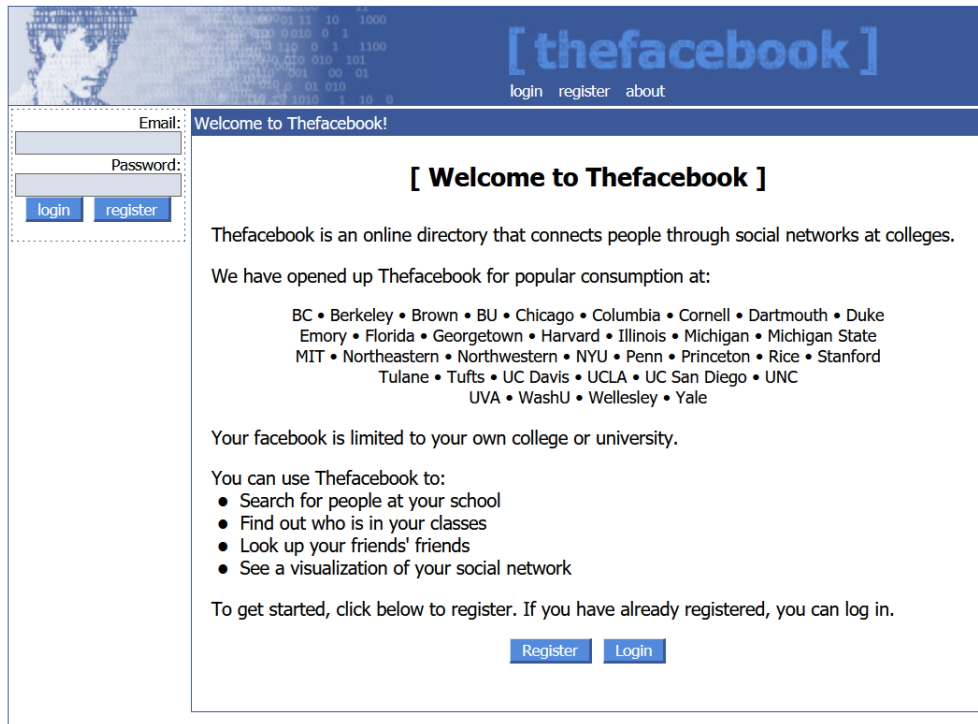 [thefacebook]
login register about
Email:
Password:
login register
Welcome to Thefacebook!
[ Welcome to Thefacebook ]
Thefacebook is an online directory that connects people through social networks at colleges.
We have opened up Thefacebook for popular consumption at:
BC • Berkeley • Brown • BU • Chicago • Columbia • Cornell • Dartmouth • Duke
Emory • Florida • Georgetown • Harvard • Illinois • Michigan • Michigan State
MIT • Northeastern • Northwestern • NYU • Penn • Princeton • Rice • Stanford
Tulane • Tufts • UC Davis • UCLA • UC San Diego • UNC
UVA • WashU • Wellesley • Yale
Your facebook is limited to your own college or university.
You can use Thefacebook to:
• Search for people at your school
• Find out who is in your classes
• Look up your friends' friends
• See a visualization of your social network
To get started, click below to register. If you have already registered, you can log in.
Register Login